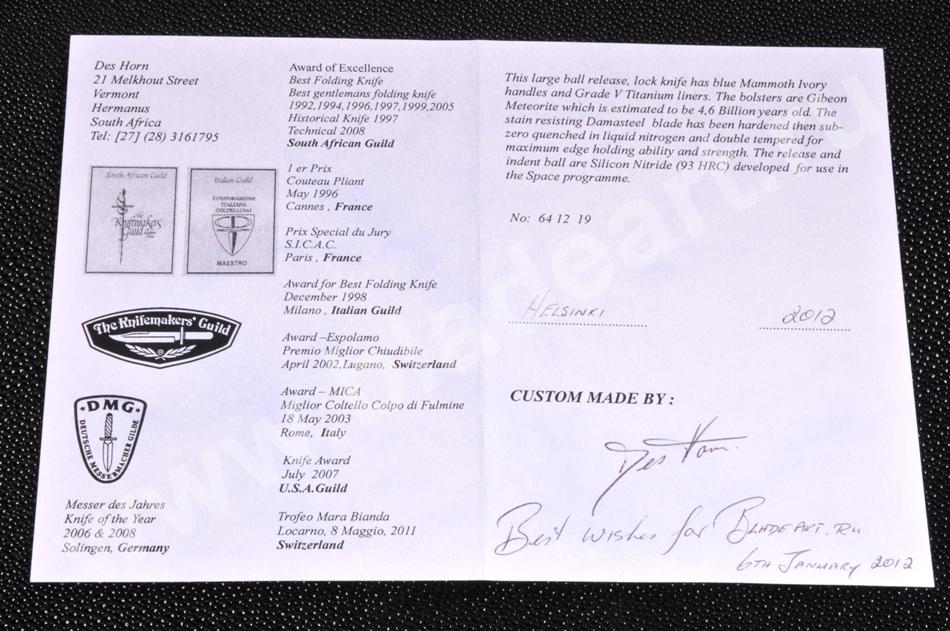 Des Horn
21 Melkhout Street
Vermont
Hermanus
South Africa
Tel: [27] (28) 3161795
South African Guild
The
Knifemakers
Guild
Italian Guild
CORPORAZIONE
ITALIANA
COLTELLINAI
MAESTRO
The Knifemakers' Guild
DMG
DEUTSCHE MESSERMACHER GILDE
Messer des Jahres
Knife of the Year
2006 & 2008
Solingen, Germany
Award of Excellence
Best Folding Knife
Best gentlemans folding knife
1992,1994,1996,1997,1999,2005
Historical Knife 1997
Technical 2008
South African Guild
1 er Prix
Couteau Pliant
May 1996
Cannes , France
Prix Special du Jury
S.I.C.A.C.
Paris , France
Award for Best Folding Knife
December 1998
Milano , Italian Guild
Award –Espolamo
Premio Miglior Chiudibile
April 2002,Lugano, Switzerland
Award – MICA
Miglior Coltello Colpo di Fulmine
18 May 2003
Rome, Italy
Knife Award
July 2007
U.S.A.Guild
Trofeo Mara Bianda
Locarno, 8 Maggio, 2011
Switzerland
This large ball release, lock knife has blue Mammoth Ivory
handles and Grade V Titanium liners. The bolsters are Gibeon
Meteorite which is estimated to be 4,6 Billion years old. The
stain resisting Damasteel blade has been hardened then sub-
zero quenched in liquid nitrogen and double tempered for
maximum edge holding ability and strength. The release and
indent ball are Silicon Nitride (93 HRC) developed for use in
the Space programme.
No: 64 12 19
HELSINKI 2012
CUSTOM MADE BY :
Des Horn
Best wishes for BLADEART.RU.
6TH JANUARY 2012
www.bladeart.ru